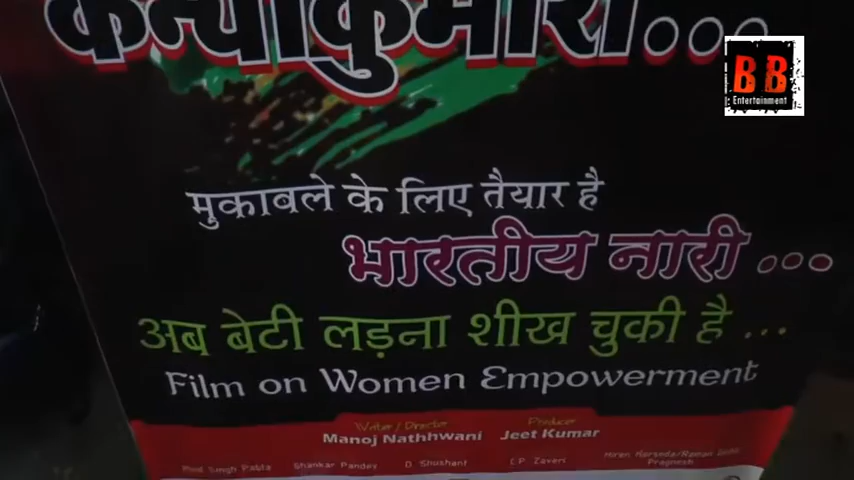 कन्याकुमारी...
BB
Entertainment
मुकाबले के लिए तैयार है
भारतीय नारी ...
अब बेटी लड़ना शीख चुकी है ...
Film on Women Empowerment
Writer / Director Producer
Manoj Nathhwani Jeet Kumar
Shankar Pandey D. Shushant C.P. Zaveri